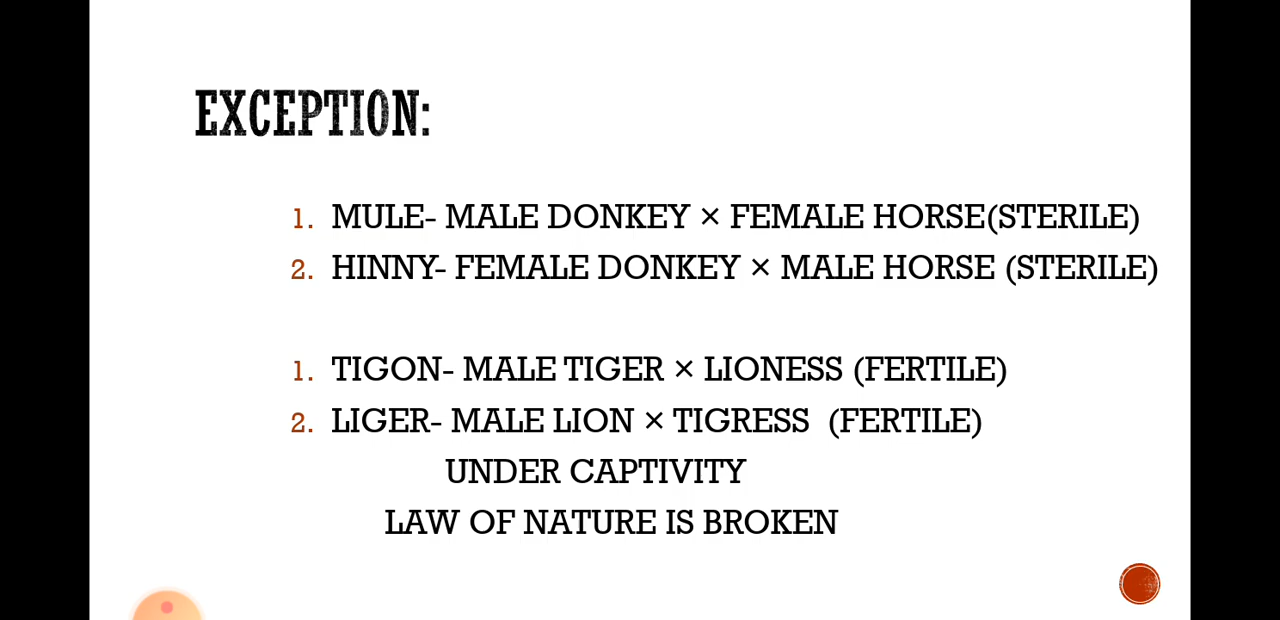 EXCEPTION:
1. MULE- MALE DONKEY × FEMALE HORSE(STERILE)
2. HINNY- FEMALE DONKEY × MALE HORSE (STERILE)
1. TIGON- MALE TIGER × LIONESS (FERTILE)
2. LIGER- MALE LION × TIGRESS (FERTILE)
UNDER CAPTIVITY
LAW OF NATURE IS BROKEN